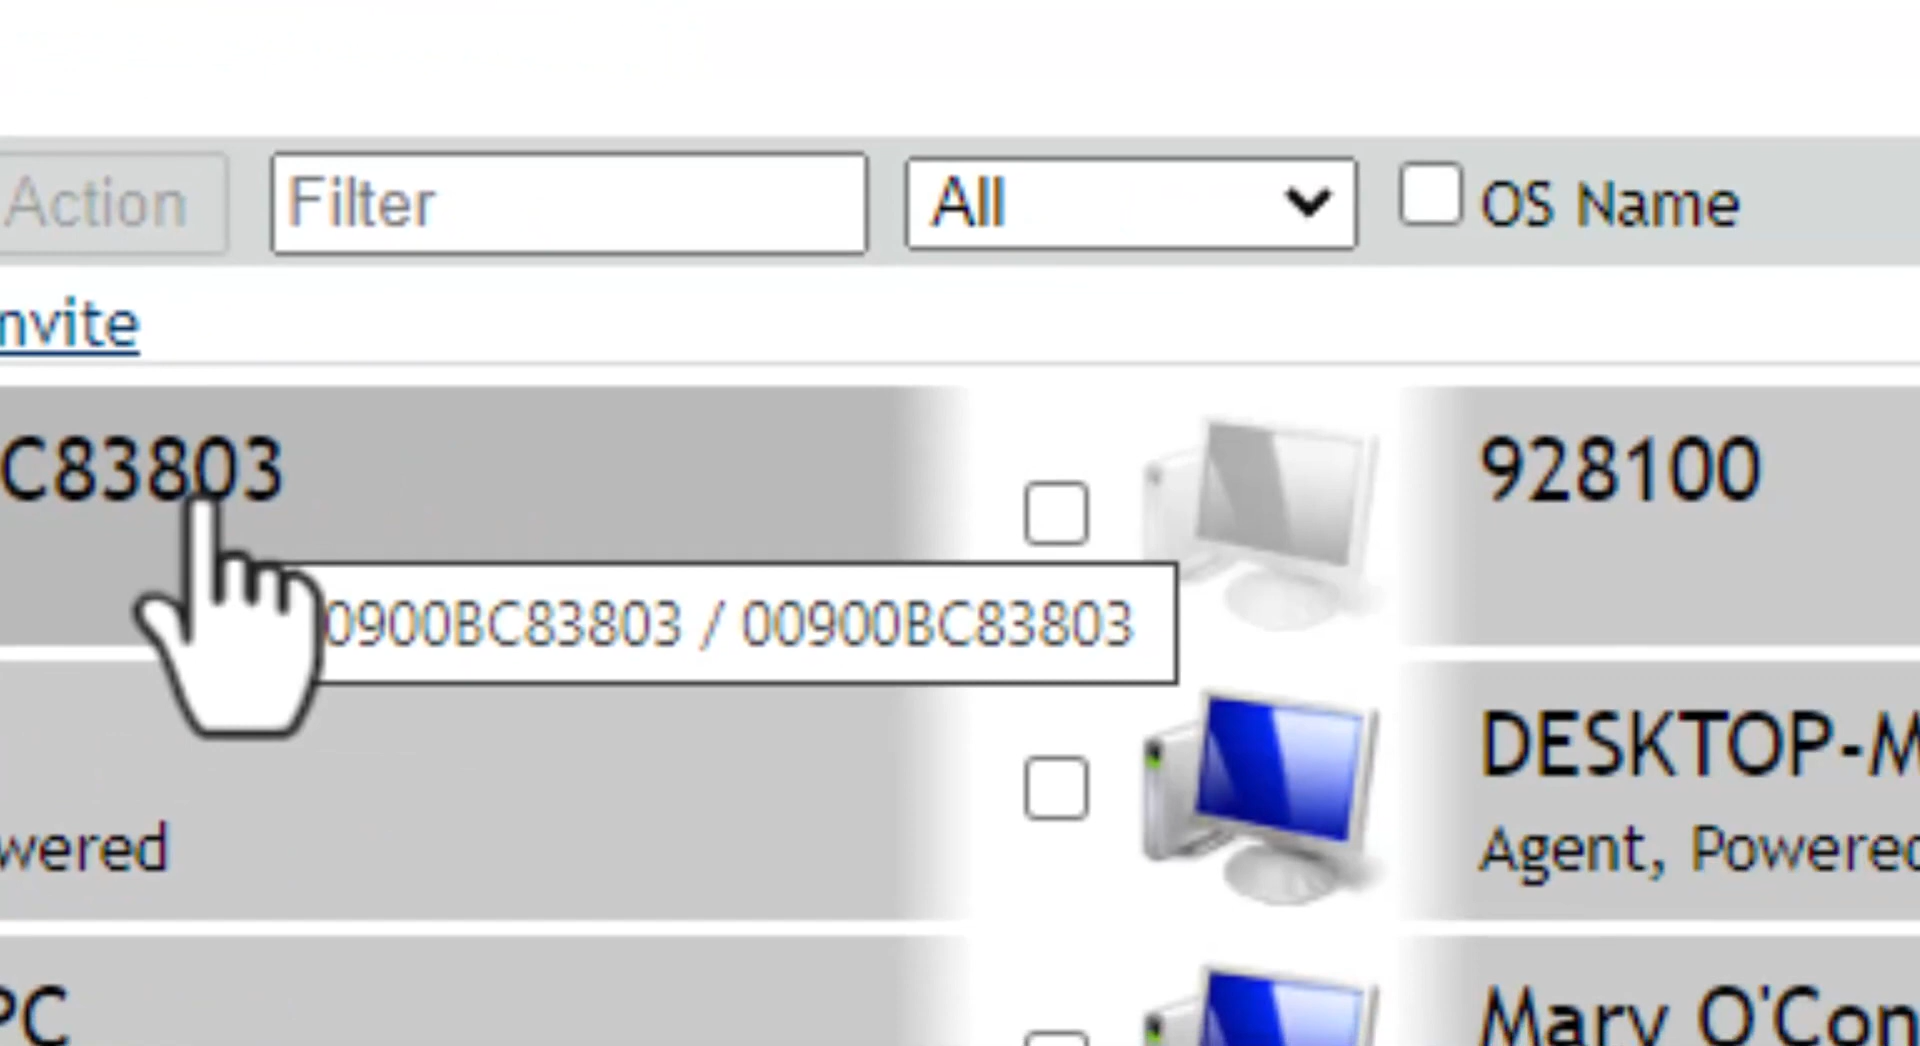 Action Filter All OS Name
nvite
C83803 928100
0900BC83803 / 00900BC83803
DESKTOP-M
wered Agent, Powered
PC Mary O'Con